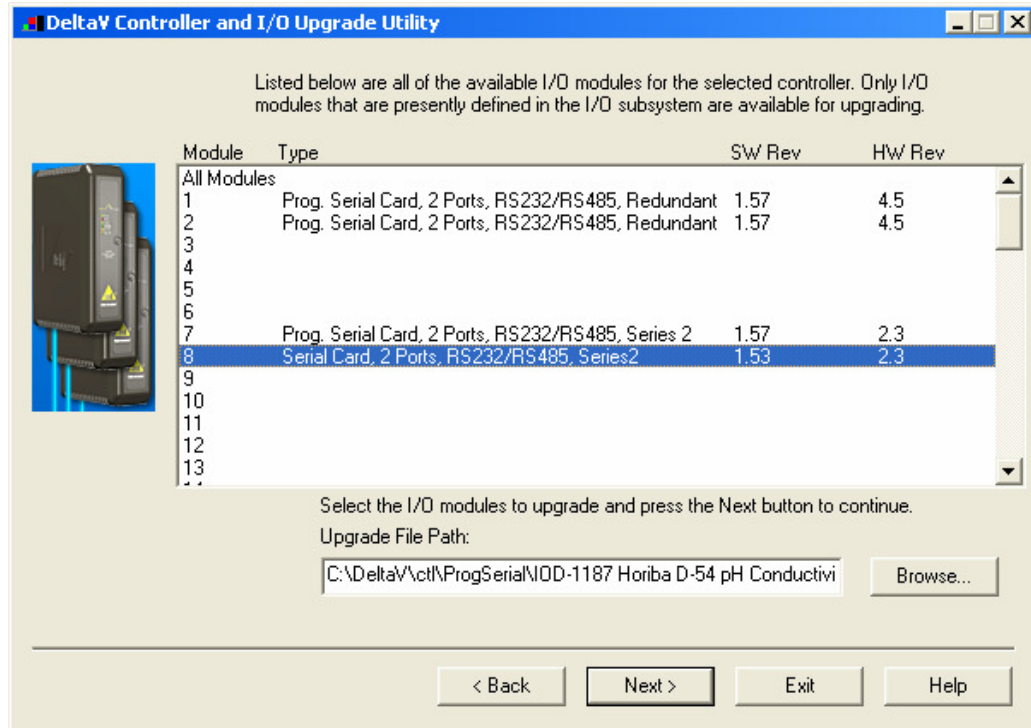 DeltaV Controller and I/O Upgrade Utility
Listed below are all of the available I/O modules for the selected controller. Only I/O
modules that are presently defined in the I/O subsystem are available for upgrading.
Module Type SW Rev HW Rev
All Modules
1 Prog. Serial Card, 2 Ports, RS232/RS485, Redundant 1.57 4.5
2 Prog. Serial Card, 2 Ports, RS232/RS485, Redundant 1.57 4.5
3
4
5
6
7 Prog. Serial Card, 2 Ports, RS232/RS485, Series 2 1.57 2.3
8 Serial Card, 2 Ports, RS232/RS485, Series2 1.53 2.3
9
10
11
12
13
Select the I/O modules to upgrade and press the Next button to continue.
Upgrade File Path:
C:\DeltaV\ctl\ProgSerial\IOD-1187 Horiba D-54 pH Conductivi Browse...
< Back Next > Exit Help